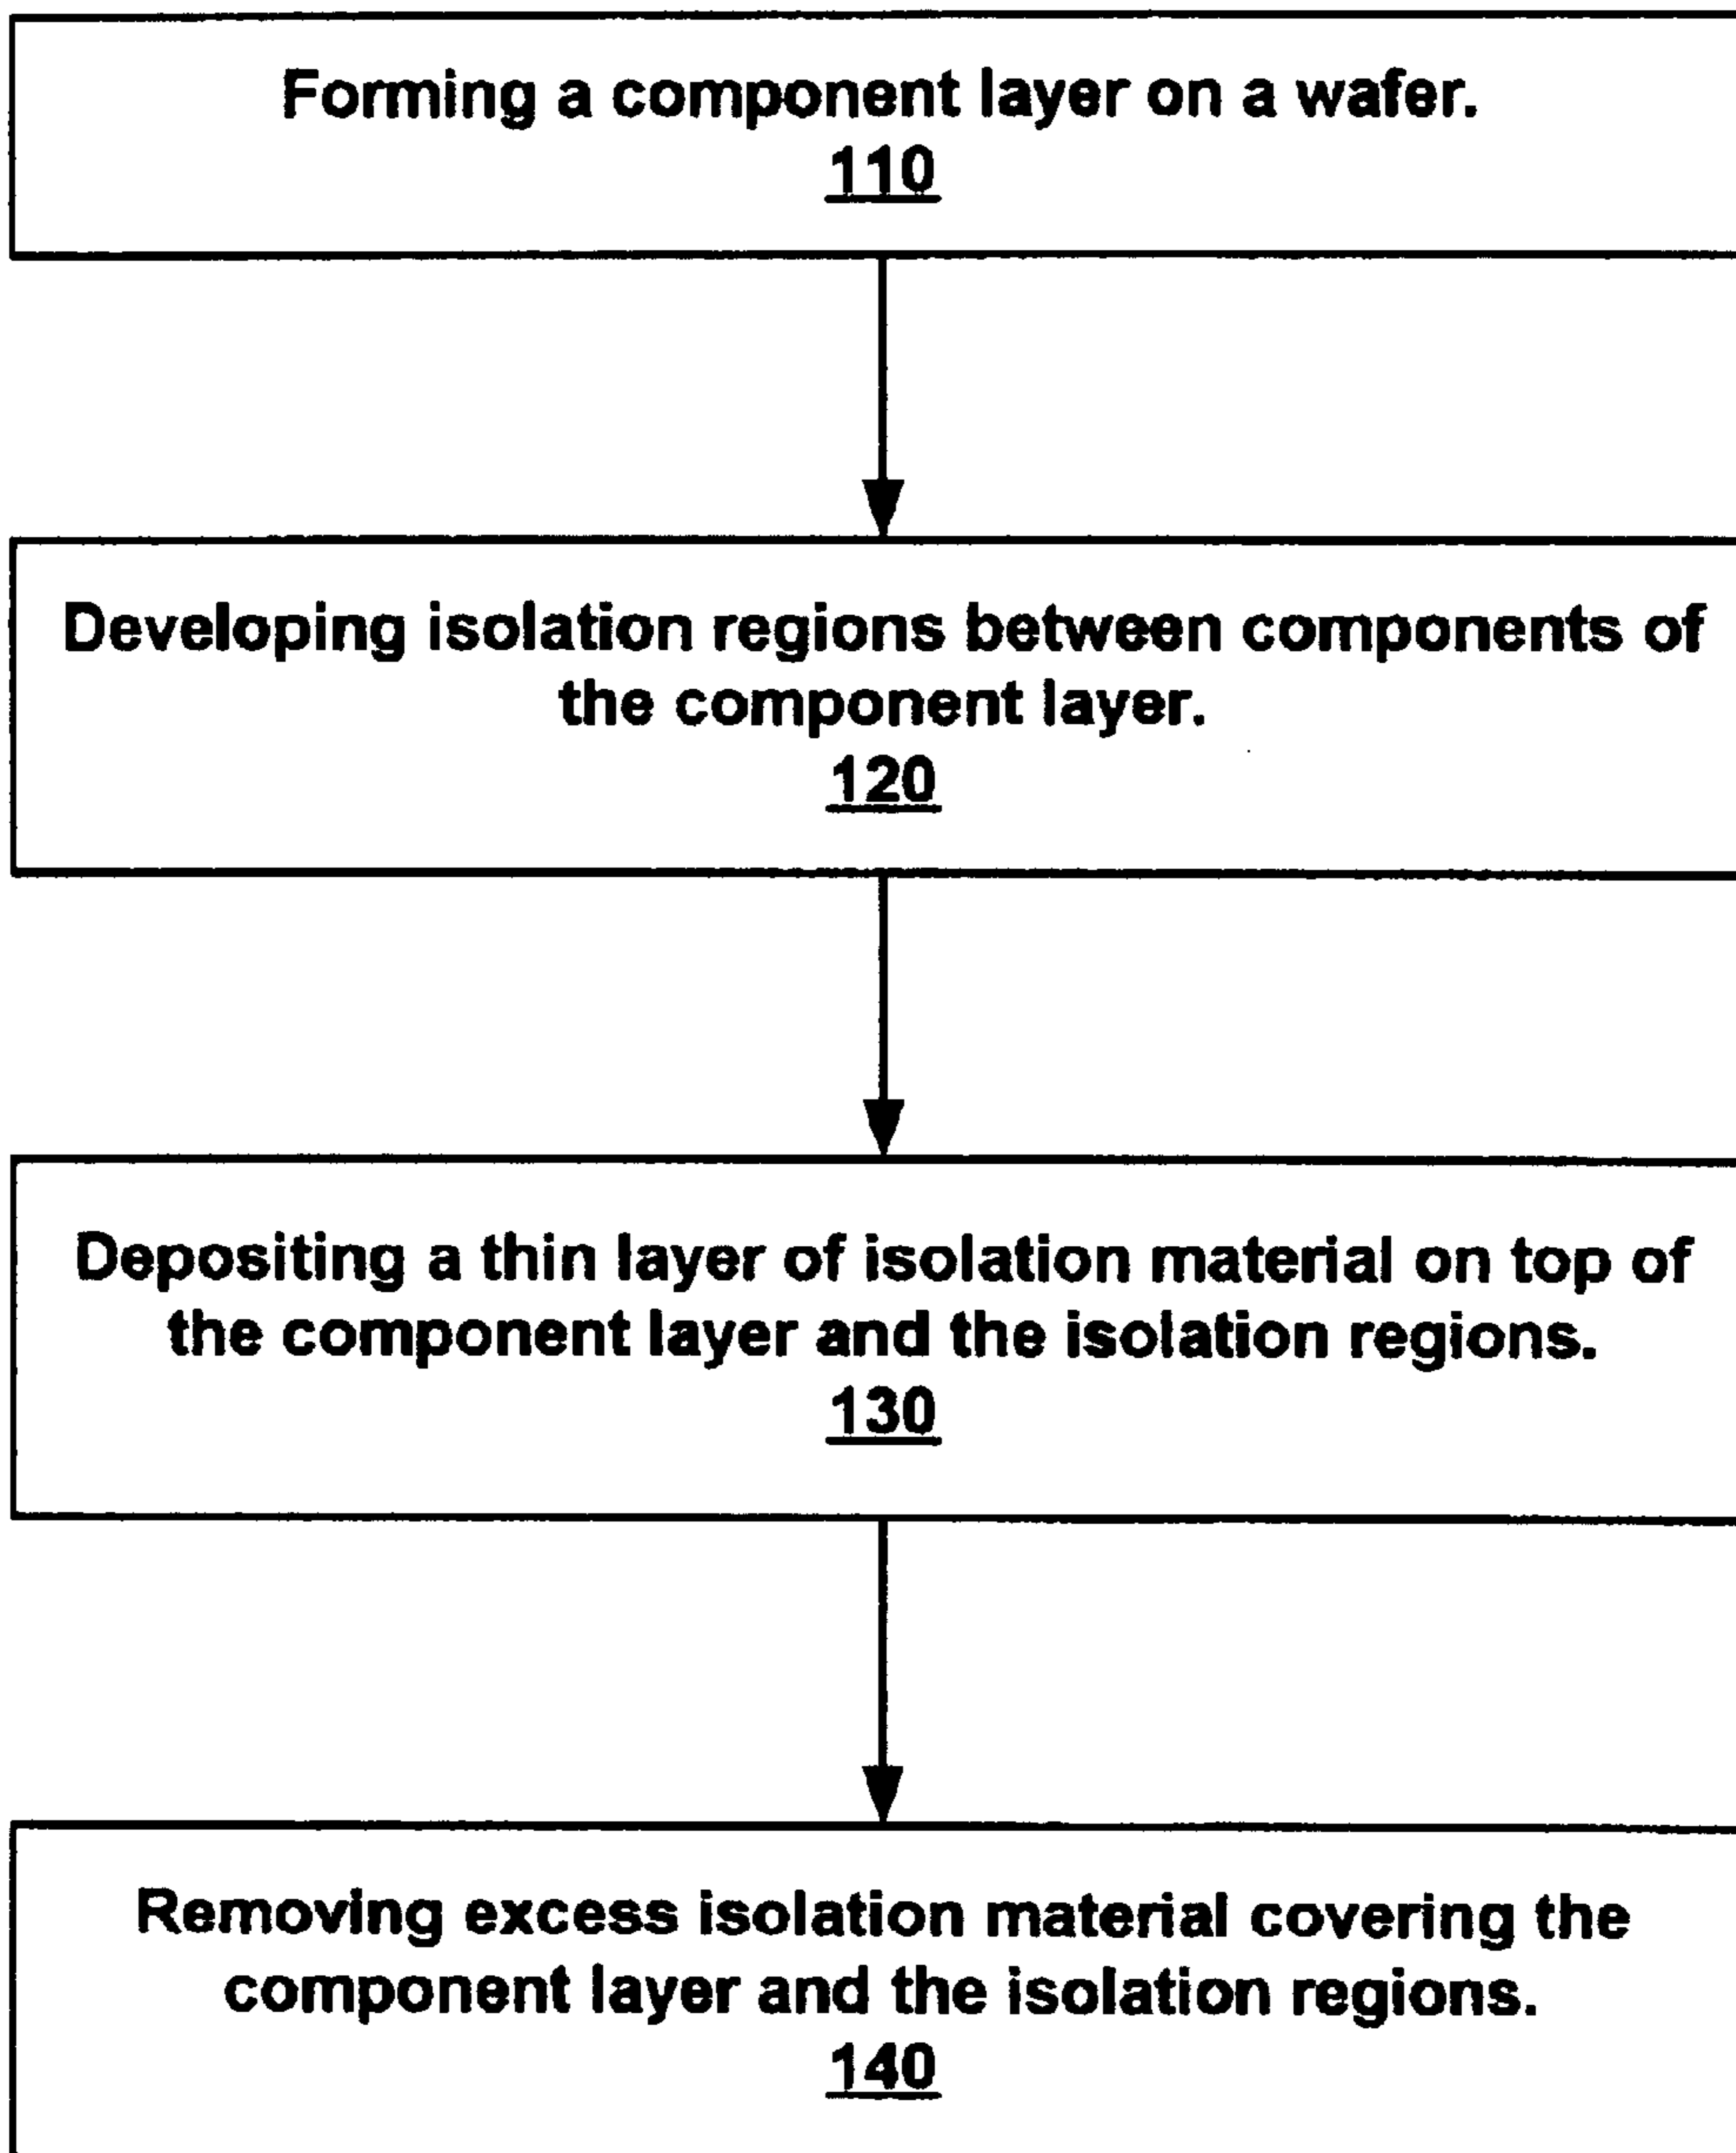 Forming a component layer on a wafer.
110
Developing isolation regions between components of
the component layer.
120
Depositing a thin layer of isolation material on top of
the component layer and the isolation regions.
130
Removing excess isolation material covering the
component layer and the isolation regions.
140